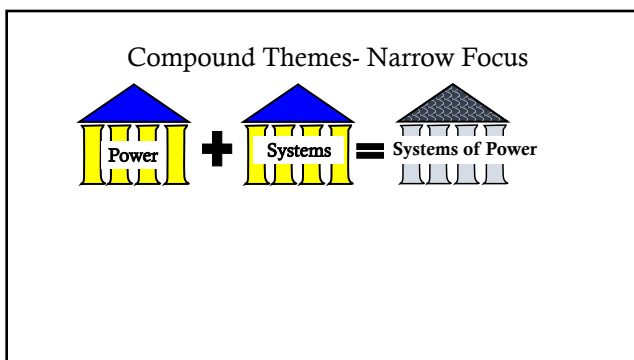 Compound Themes- Narrow Focus
Power + Systems = Systems of Power